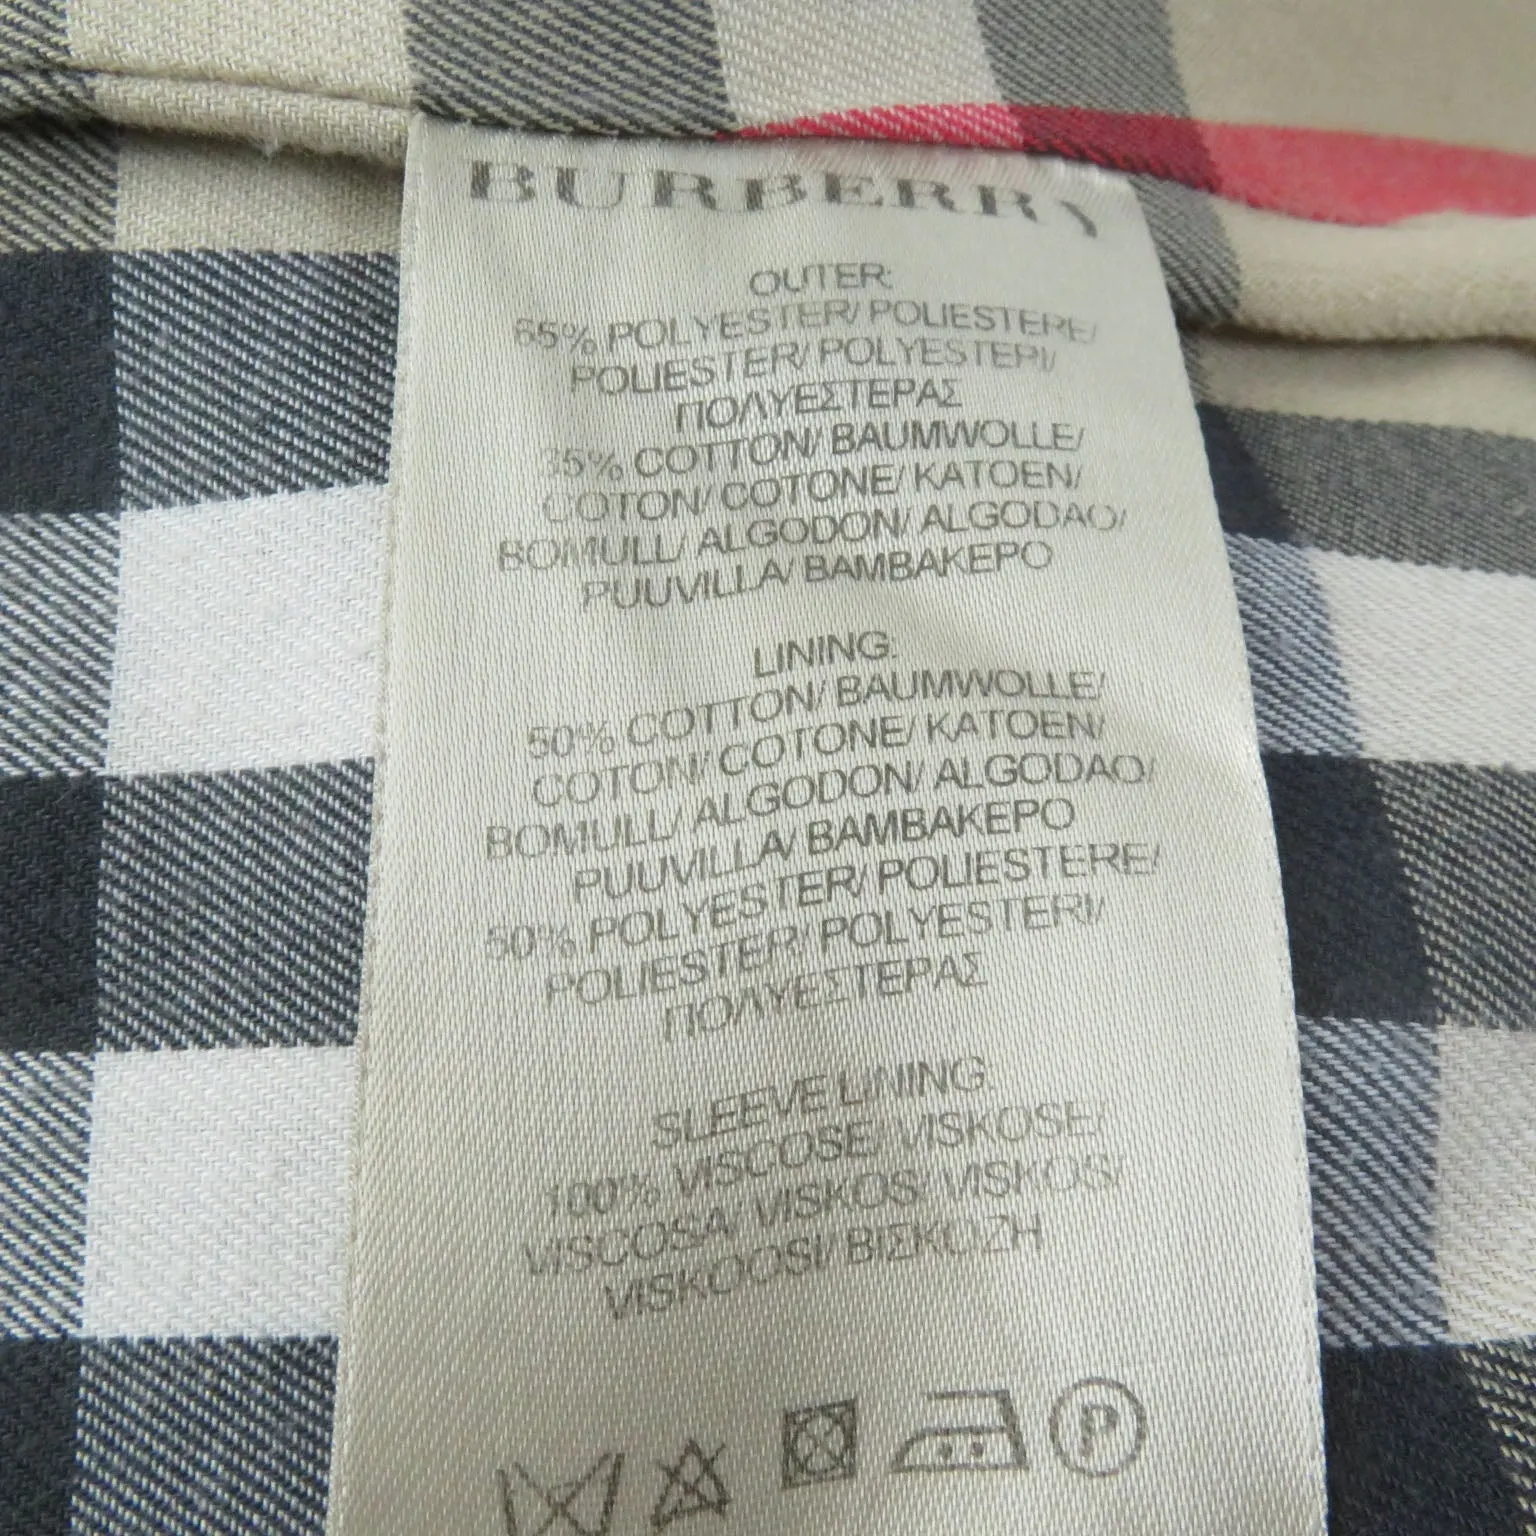 BURBERRY
OUTER:
65% POLYESTER/ POLIESTERE/
POLIESTER/ POLYESTERI/
ΠΟΛΥΕΣΤΕΡΑΣ
35% COTTON/ BAUMWOLLE/
COTON/ COTONE/ KATOEN/
BOMULL/ ALGODON/ ALGODAO/
PUUVILLA/ BAMBAKEPO
LINING:
50% COTTON/ BAUMWOLLE/
COTON/ COTONE/ KATOEN/
BOMULL/ ALGODON/ ALGODAO/
PUUVILLA/ BAMBAKEPO
50% POLYESTER/ POLIESTERE/
POLIESTER/ POLYESTERI/
ΠΟΛΥΕΣΤΕΡΑΣ
SLEEVE LINING:
100% VISCOSE/ VISKOSE/
VISCOSA/ VISKOS/ VISKOS/
VISKOOSI/ ΒΙΣΚΟΖΗ
P